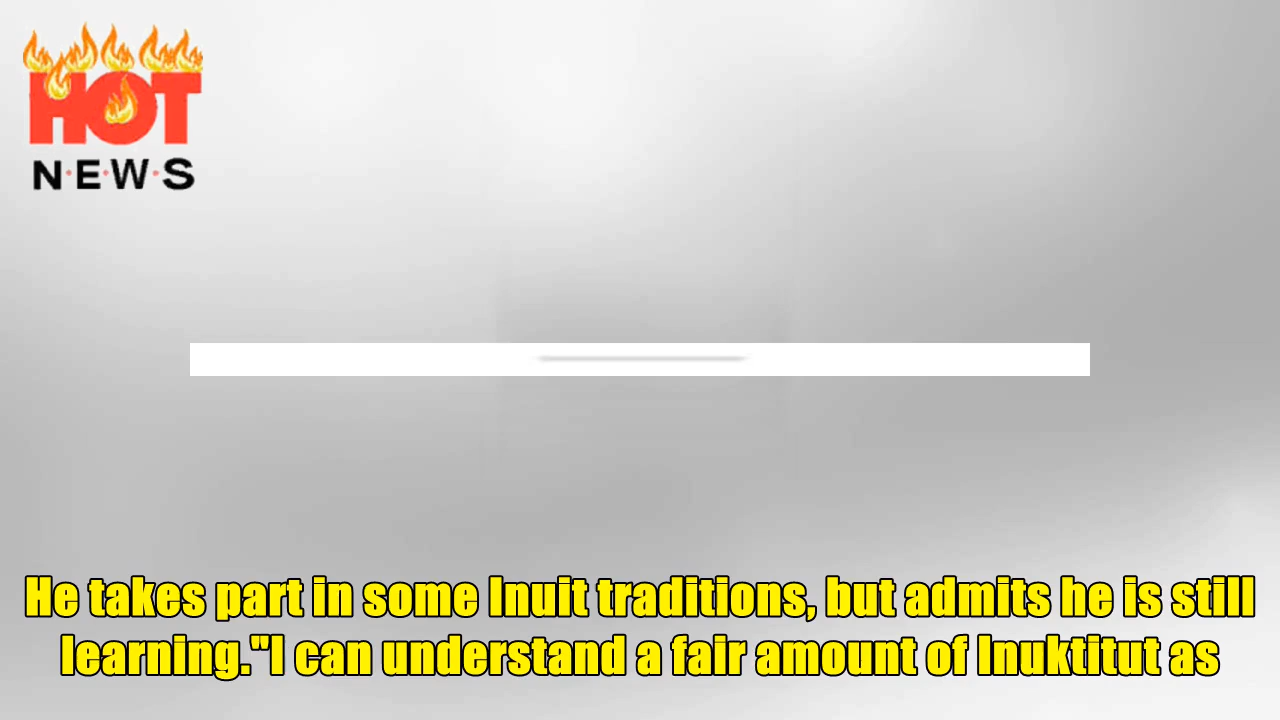 HOT
N·E·W·S
He takes part in some Inuit traditions, but admits he is still
learning."I can understand a fair amount of Inuktitut as